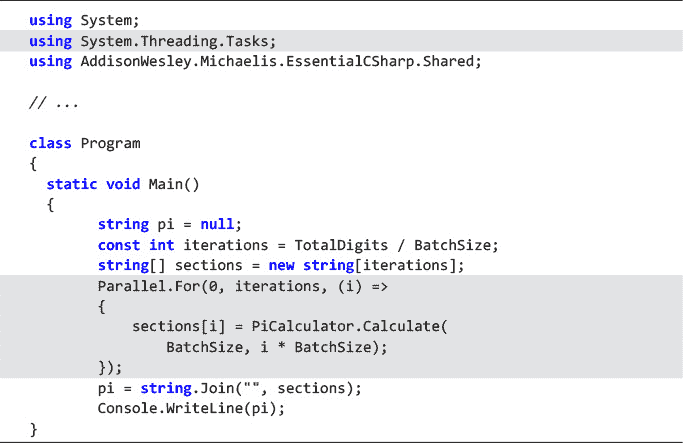 using System;
using System.Threading.Tasks;
using AddisonWesley.Michaelis.EssentialCSharp.Shared;
// ...
class Program
{
static void Main()
{
string pi = null;
const int iterations = TotalDigits / BatchSize;
string[] sections = new string[iterations];
Parallel.For(0, iterations, (i) =>
{
sections[i] = PiCalculator.Calculate(
BatchSize, i * BatchSize);
});
pi = string.Join("", sections);
Console.WriteLine(pi);
}